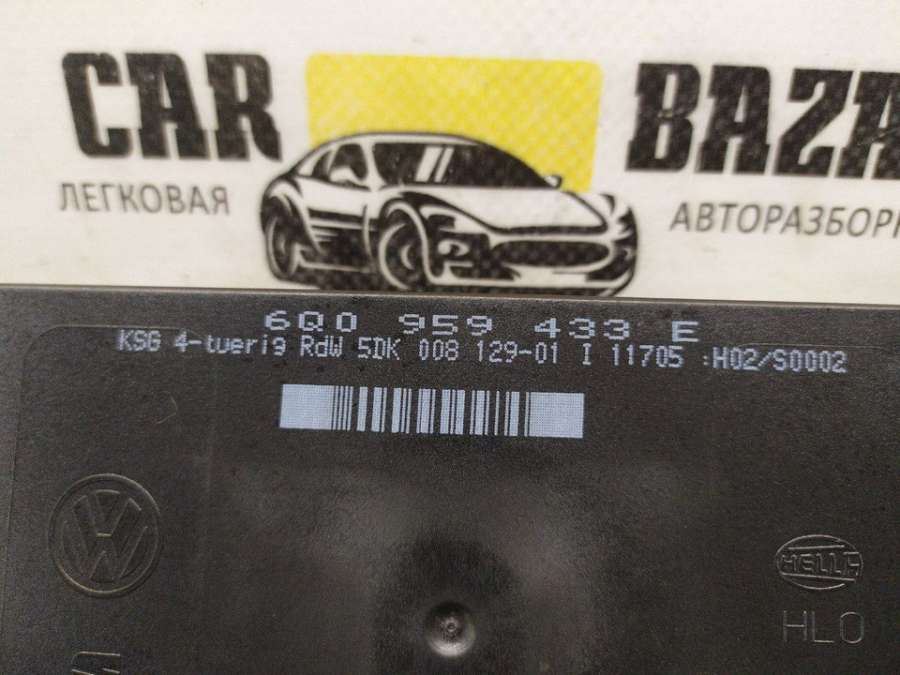 CAR BAZA
ЛЕГКОВАЯ АВТОРАЗБОР
6Q0 959 433 E
KSG 4-tuerig RdW 5DK 008 129-01 I 11705 :H02/S0002
HELLA
HLO